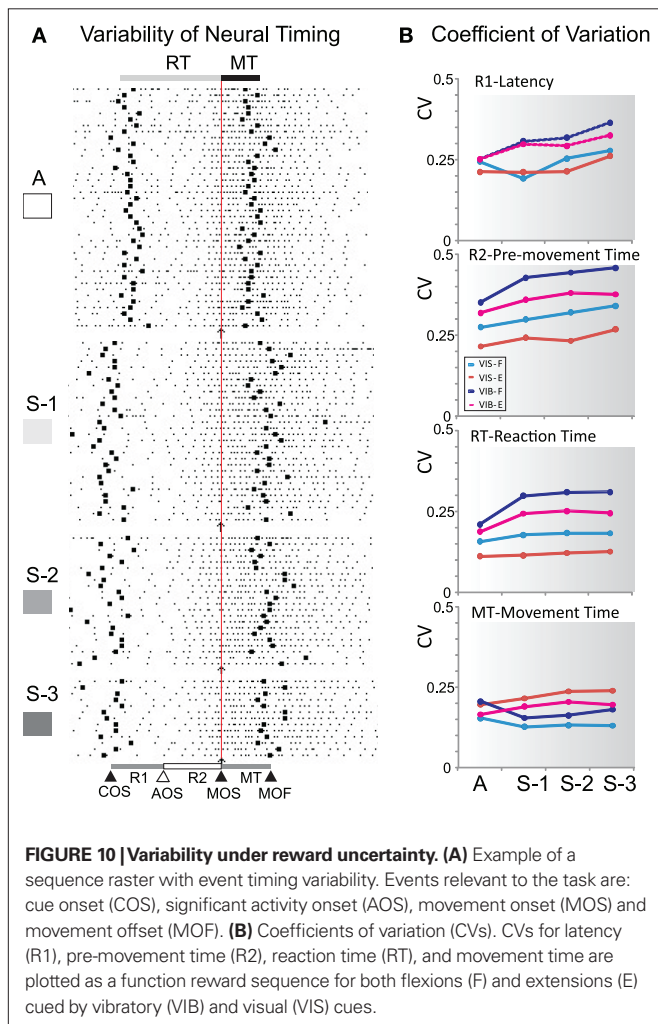 A Variability of Neural Timing
RT MT
A
S-1
S-2
S-3
R1 R2 MT
COS AOS MOS MOF
B Coefficient of Variation
0.5
R1-Latency
CV
0.25
0
0.5
R2-Pre-movement Time
CV
0.25
VIS-F
VIS-E
VIB-F
VIB-E
0
0.5
RT-Reaction Time
CV
0.25
0
0.5
MT-Movement Time
CV
0.25
0
A S-1 S-2 S-3
FIGURE 10 | Variability under reward uncertainty. (A) Example of a
sequence raster with event timing variability. Events relevant to the task are:
cue onset (COS), significant activity onset (AOS), movement onset (MOS) and
movement offset (MOF). (B) Coefficients of variation (CVs). CVs for latency
(R1), pre-movement time (R2), reaction time (RT), and movement time are
plotted as a function reward sequence for both flexions (F) and extensions (E)
cued by vibratory (VIB) and visual (VIS) cues.